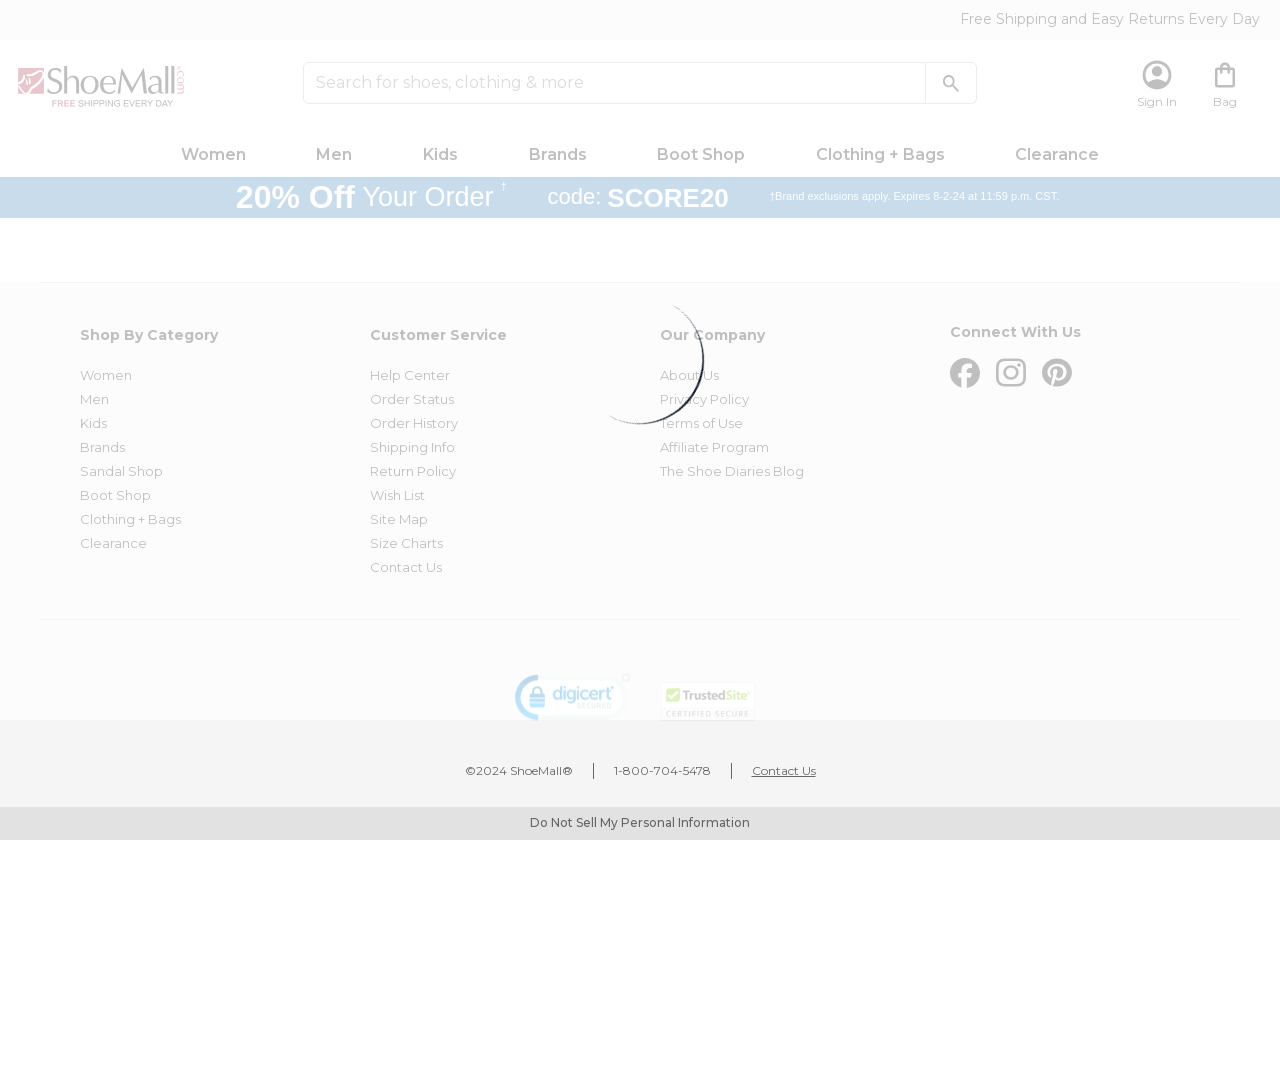 Free Shipping and Easy Returns Every Day
ShoeMall.com
FREE SHIPPING EVERY DAY
Search for shoes, clothing & more
Sign In
Bag
Women Men Kids Brands Boot Shop Clothing + Bags Clearance
20% Off Your Order † code: SCORE20 †Brand exclusions apply. Expires 8-2-24 at 11:59 p.m. CST.
Shop By Category
Women
Men
Kids
Brands
Sandal Shop
Boot Shop
Clothing + Bags
Clearance
Customer Service
Help Center
Order Status
Order History
Shipping Info
Return Policy
Wish List
Site Map
Size Charts
Contact Us
Our Company
About Us
Privacy Policy
Terms of Use
Affiliate Program
The Shoe Diaries Blog
Connect With Us
digicert
SECURED
TrustedSite
CERTIFIED SECURE
©2024 ShoeMall® 1-800-704-5478 Contact Us
Do Not Sell My Personal Information